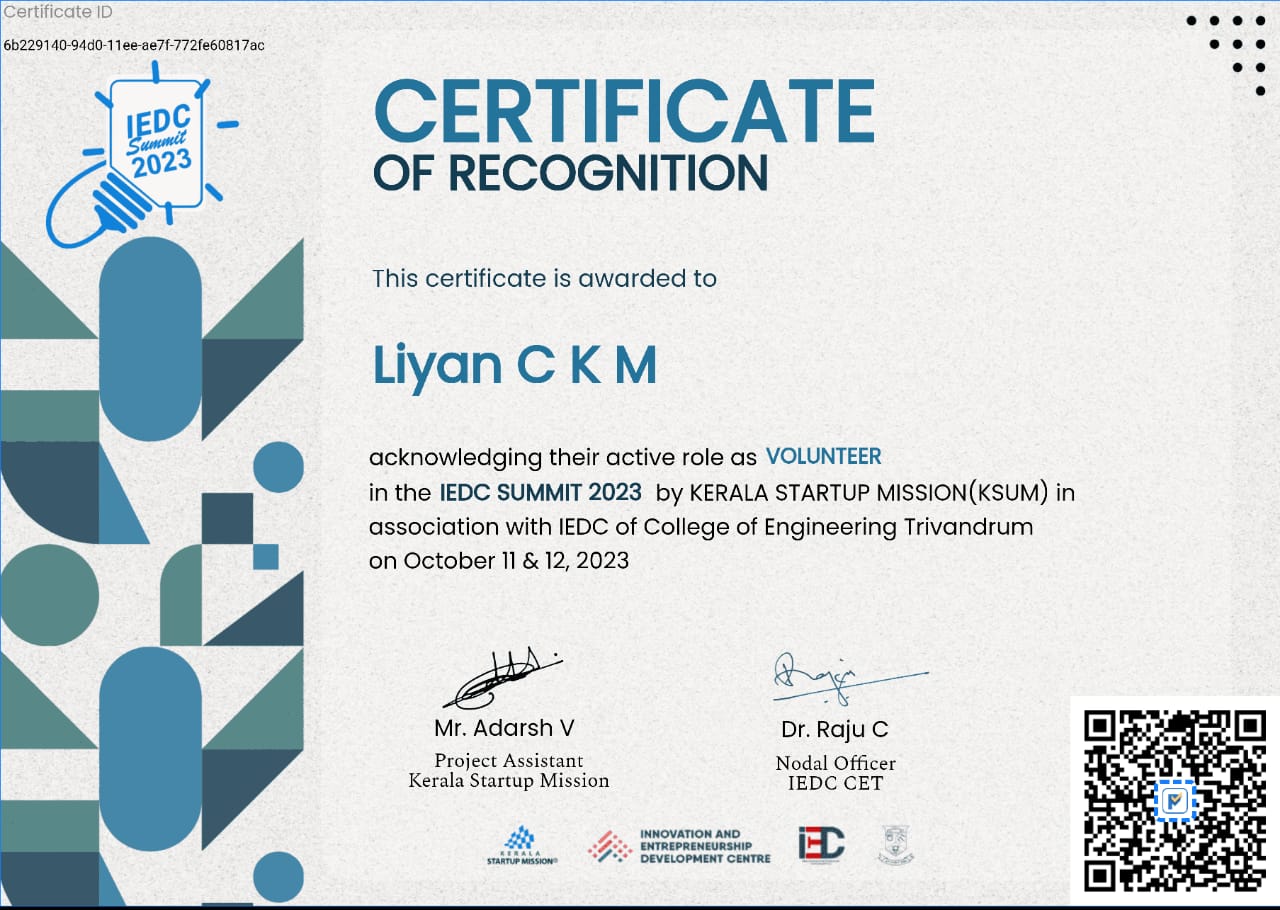 Certificate ID
6b229140-94d0-11ee-ae7f-772fe60817ac
IEDC
Summit
2023
CERTIFICATE
OF RECOGNITION
This certificate is awarded to
Liyan C K M
acknowledging their active role as VOLUNTEER
in the IEDC SUMMIT 2023 by KERALA STARTUP MISSION(KSUM) in
association with IEDC of College of Engineering Trivandrum
on October 11 & 12, 2023
Mr. Adarsh V
Project Assistant
Kerala Startup Mission
Dr. Raju C
Nodal Officer
IEDC CET
KERALA
STARTUP MISSION®
INNOVATION AND
ENTREPRENEURSHIP
DEVELOPMENT CENTRE